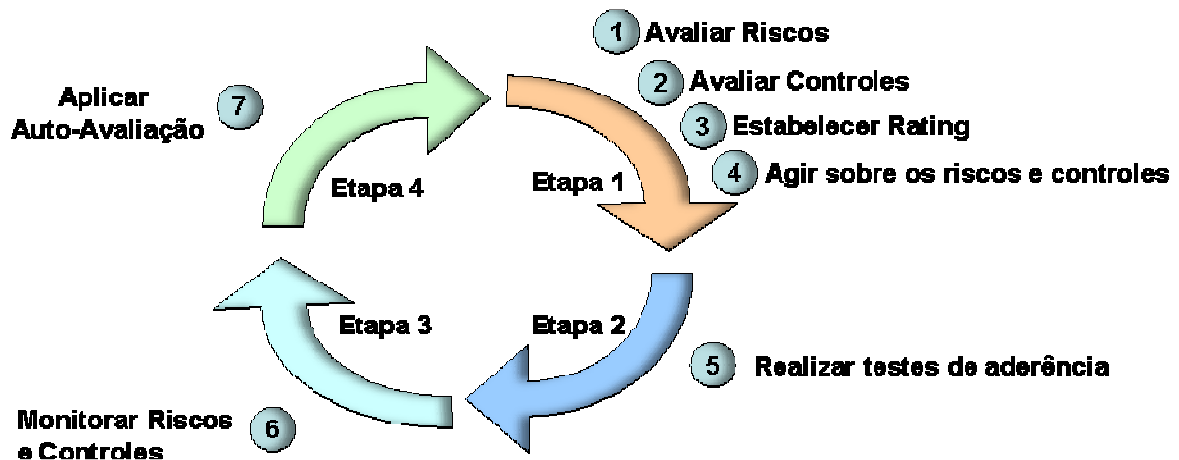 1 Avaliar Riscos
2 Avaliar Controles
3 Estabelecer Rating
4 Agir sobre os riscos e controles
Etapa 1
Etapa 2
5 Realizar testes de aderência
Etapa 3
6
Monitorar Riscos
e Controles
Etapa 4
7
Aplicar
Auto-Avaliação